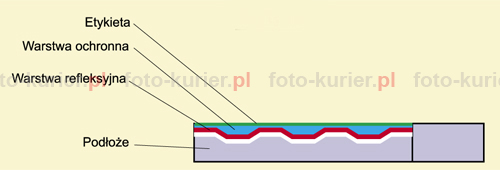 Etykieta
Warstwa ochronna
Warstwa refleksyjna
foto-kurier.pl foto-kurier.pl foto-kurier.pl
Podłoże